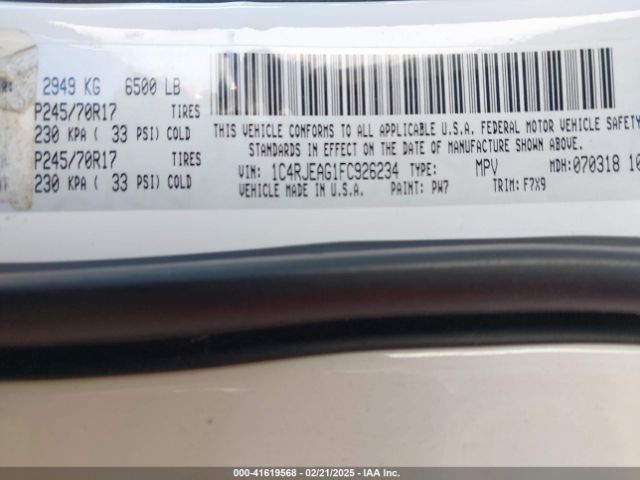 2949 KG 6500 LB
P245/70R17 TIRES
230 KPA ( 33 PSI) COLD
P245/70R17 TIRES
230 KPA ( 33 PSI) COLD
THIS VEHICLE CONFORMS TO ALL APPLICABLE U.S.A. FEDERAL MOTOR VEHICLE SAFETY
STANDARDS IN EFFECT ON THE DATE OF MANUFACTURE SHOWN ABOVE.
VIN: 1C4RJEAG1FC926234 TYPE: MPV MDH:070318 10
VEHICLE MADE IN U.S.A. PAINT: PW7 TRIM: F7X9
000-41619568 — 02/21/2025 — IAA Inc.